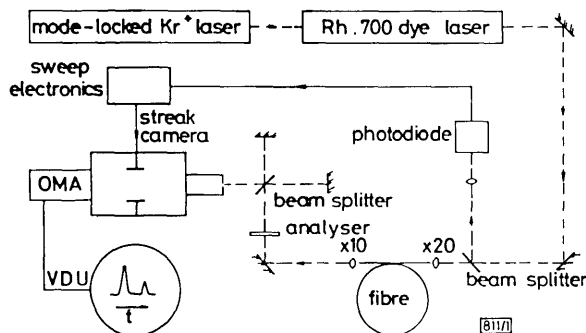 mode-locked Kr+ laser
Rh.700 dye laser
sweep
electronics
streak
camera
photodiode
OMA
beam splitter
analyser
x10
x20
beam splitter
VDU
fibre
t
811/1